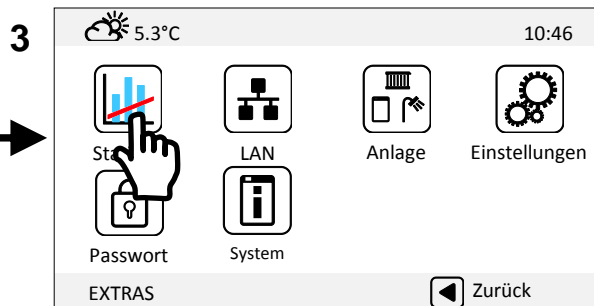 3
5.3°C 10:46
LAN Anlage Einstellungen
Passwort System
EXTRAS Zurück